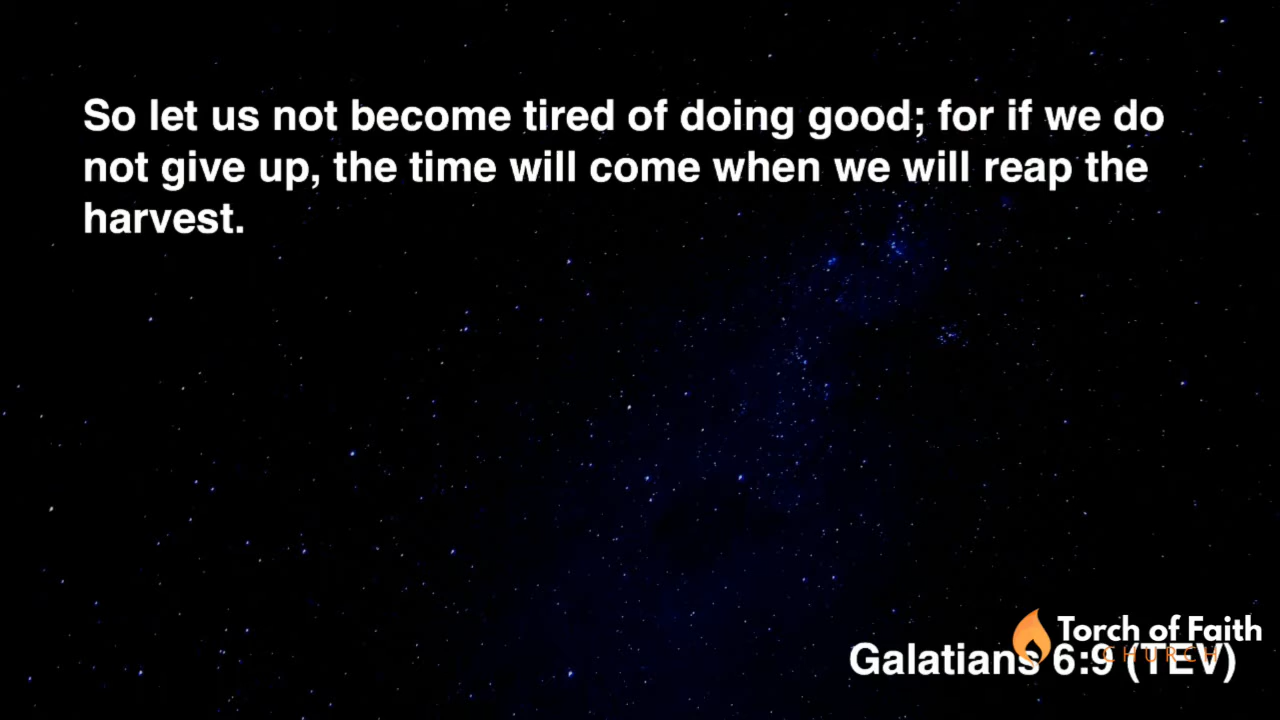 So let us not become tired of doing good; for if we do
not give up, the time will come when we will reap the
harvest.
Torch of Faith
CHURCH
Galatians 6:9 (TEV)